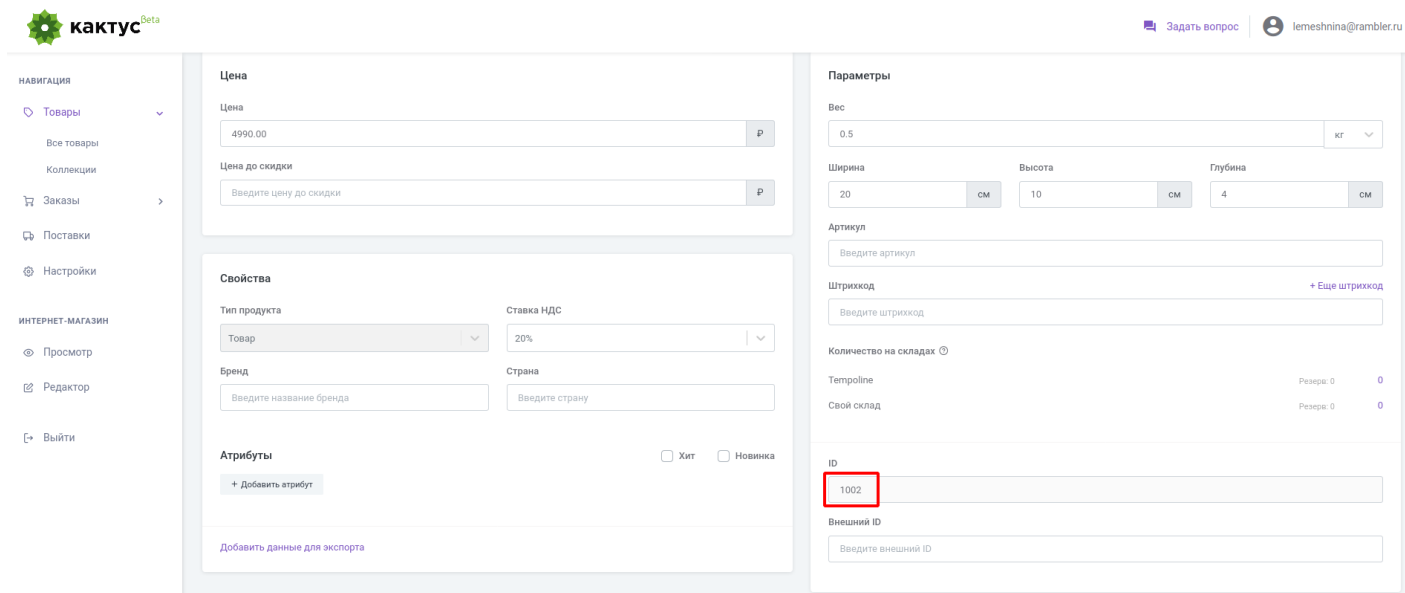 кактус βeta
Задать вопрос
lemeshnina@rambler.ru
НАВИГАЦИЯ
Товары
Все товары
Коллекции
Заказы
Поставки
Настройки
ИНТЕРНЕТ-МАГАЗИН
Просмотр
Редактор
Выйти
Цена
Цена
4990.00 ₽
Цена до скидки
Введите цену до скидки ₽
Свойства
Тип продукта Ставка НДС
Товар 20%
Бренд Страна
Введите название бренда Введите страну
Атрибуты Хит Новинка
+ Добавить атрибут
Добавить данные для экспорта
Параметры
Вес
0.5 кг
Ширина Высота Глубина
20 см 10 см 4 см
Артикул
Введите артикул
Штрихкод + Еще штрихкод
Введите штрихкод
Количество на складах ?
Tempoline Резерв: 0 0
Свой склад Резерв: 0 0
ID
1002
Внешний ID
Введите внешний ID